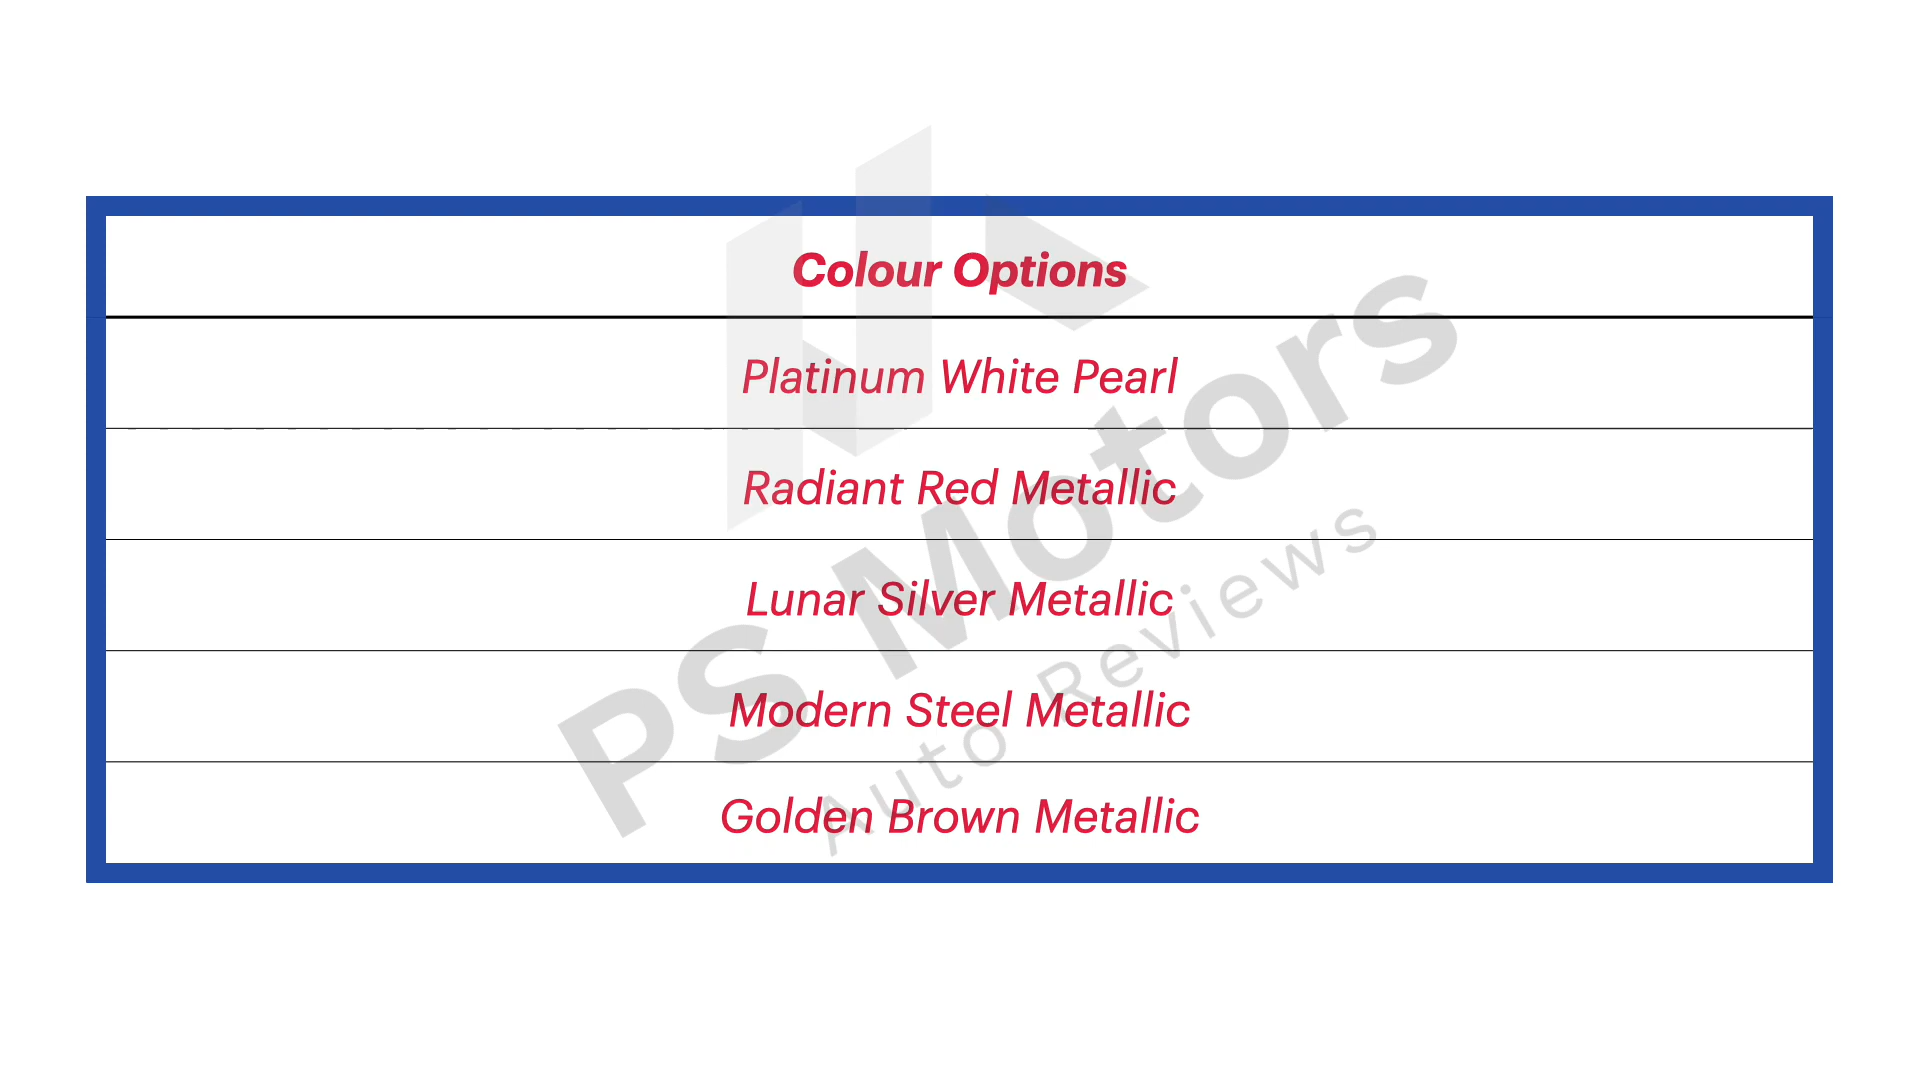 Colour Options
Platinum White Pearl
Radiant Red Metallic
Lunar Silver Metallic
Modern Steel Metallic
Golden Brown Metallic
PS Motors
Auto Reviews